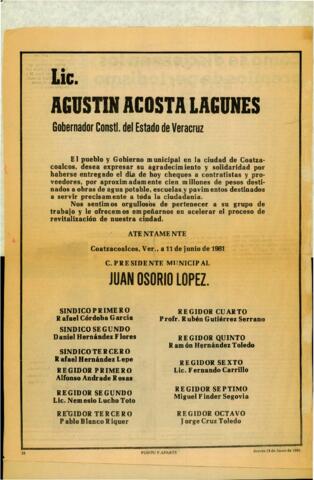 Lic.
AGUSTIN ACOSTA LAGUNES
Gobernador Constl. del Estado de Veracruz
El pueblo y Gobierno municipal en la ciudad de Coatza-
coalcos, desea expresar su agradecimiento y solidaridad por
haberse entregado el día de hoy cheques a contratistas y pro-
veedores, por aproximadamente cien millones de pesos desti-
nados a obras de agua potable, escuelas y pavimentos destinados
a servir precisamente a toda la ciudadanía.
Nos sentimos orgullosos de pertenecer a su grupo de
trabajo y le ofrecemos empeñarnos en acelerar el proceso de
revitalización de nuestra ciudad.
ATENTAMENTE
Coatzacoalcos, Ver., a 11 de junio de 1981
C. PRESIDENTE MUNICIPAL
JUAN OSORIO LOPEZ.
SINDICO PRIMERO
Rafael Córdoba García
SINDICO SEGUNDO
Daniel Hernández Flores
SINDICO TERCERO
Rafael Hernández Lepe
REGIDOR PRIMERO
Alfonso Andrade Rosas
REGIDOR SEGUNDO
Lic. Nemesio Lucho Toto
REGIDOR TERCERO
Pablo Blanco Riquer
REGIDOR CUARTO
Profr. Rubén Gutiérrez Serrano
REGIDOR QUINTO
Ramón Hernández Toledo
REGIDOR SEXTO
Lic. Fernando Carrillo
REGIDOR SEPTIMO
Miguel Finder Segovia
REGIDOR OCTAVO
Jorge Cruz Toledo
PUNTO Y APARTE
de Junio de 1981